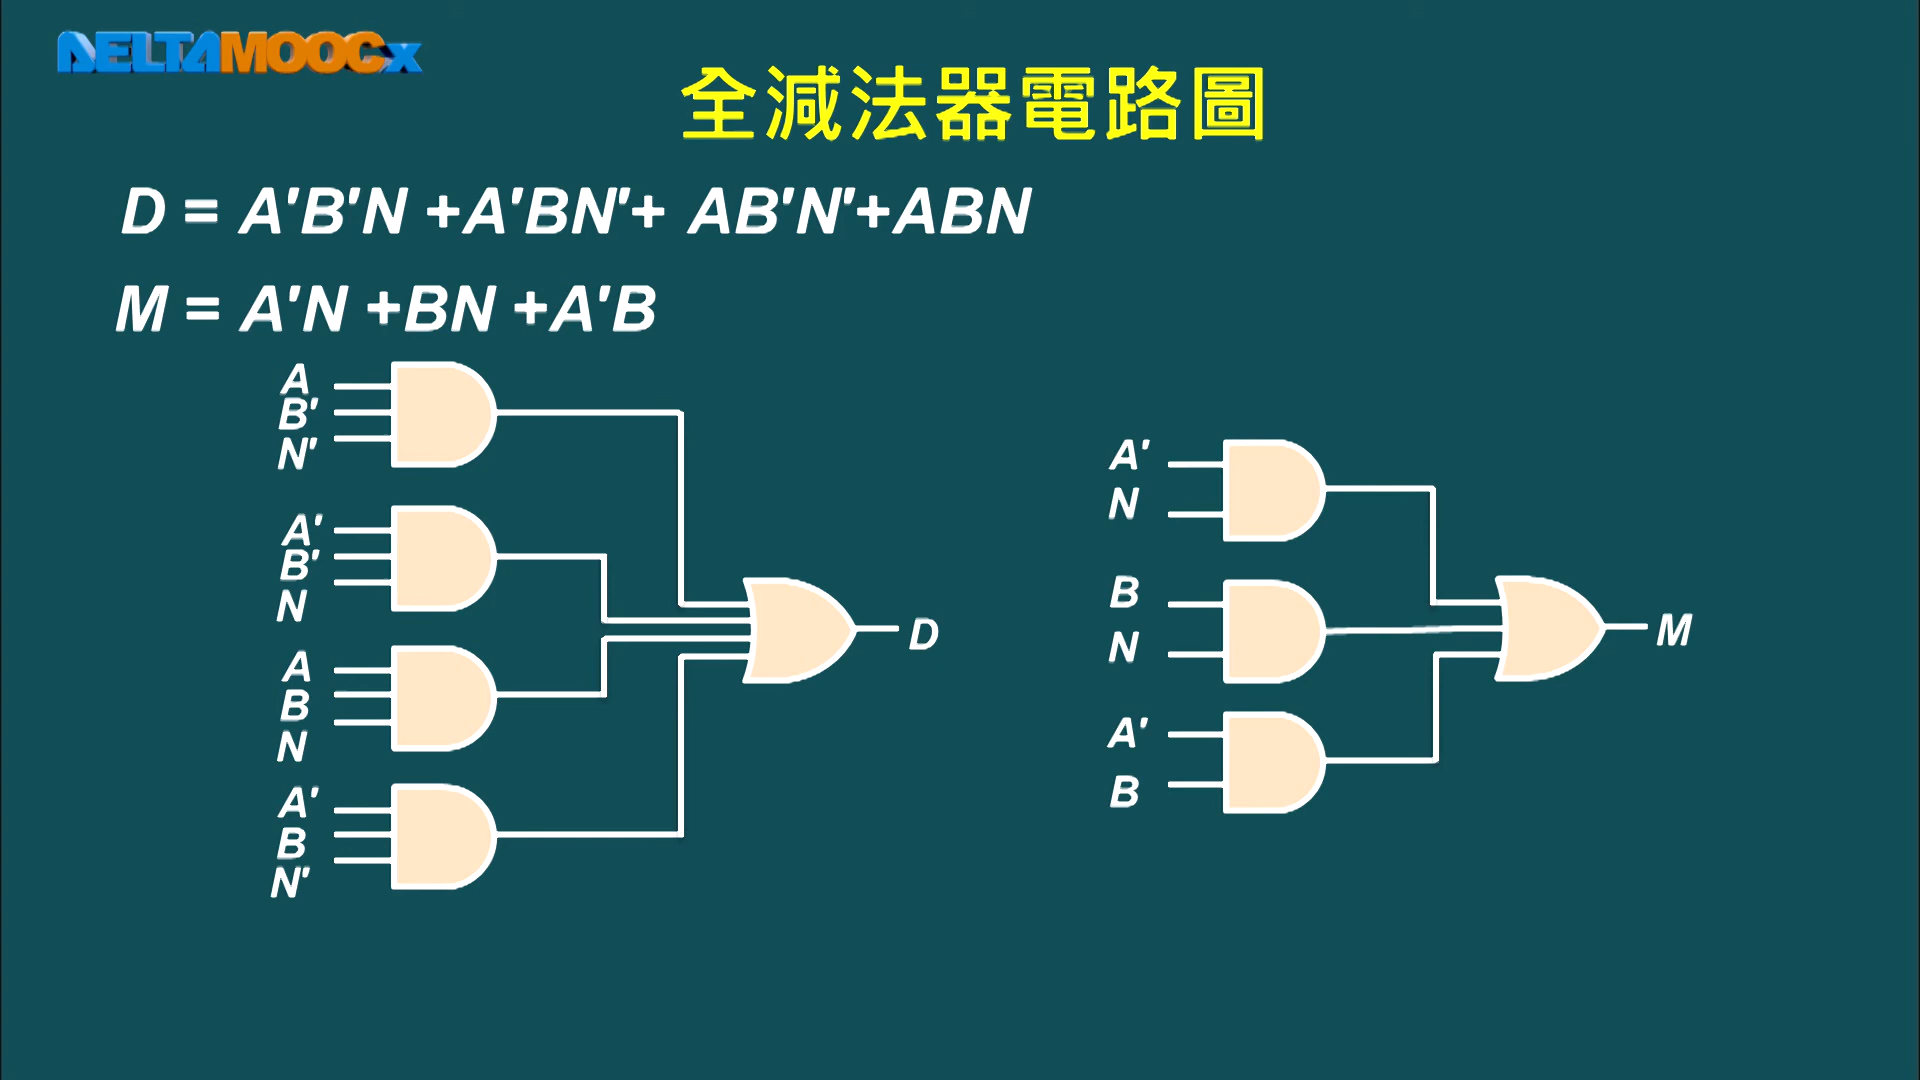 DELTAMOOCx
全減法器電路圖
D = A'B'N +A'BN'+ AB'N'+ABN
M = A'N +BN +A'B
A
B'
N'
A'
B'
N
A
B
N
A'
B
N'
D
A'
N
B
N
A'
B
M